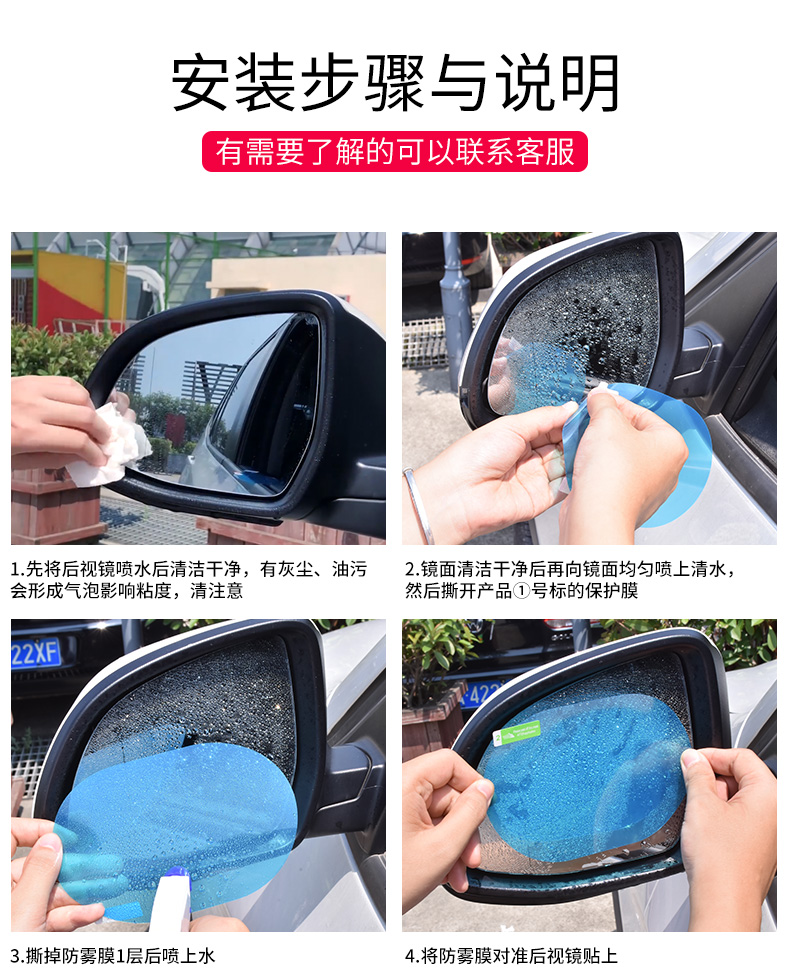 安装步骤与说明
有需要了解的可以联系客服
1.先将后视镜喷水后清洁干净，有灰尘、油污
会形成气泡影响粘度，清注意
2.镜面清洁干净后再向镜面均匀喷上清水，
然后撕开产品①号标的保护膜
22XF
422
2
3.撕掉防雾膜1层后喷上水
4.将防雾膜对准后视镜贴上